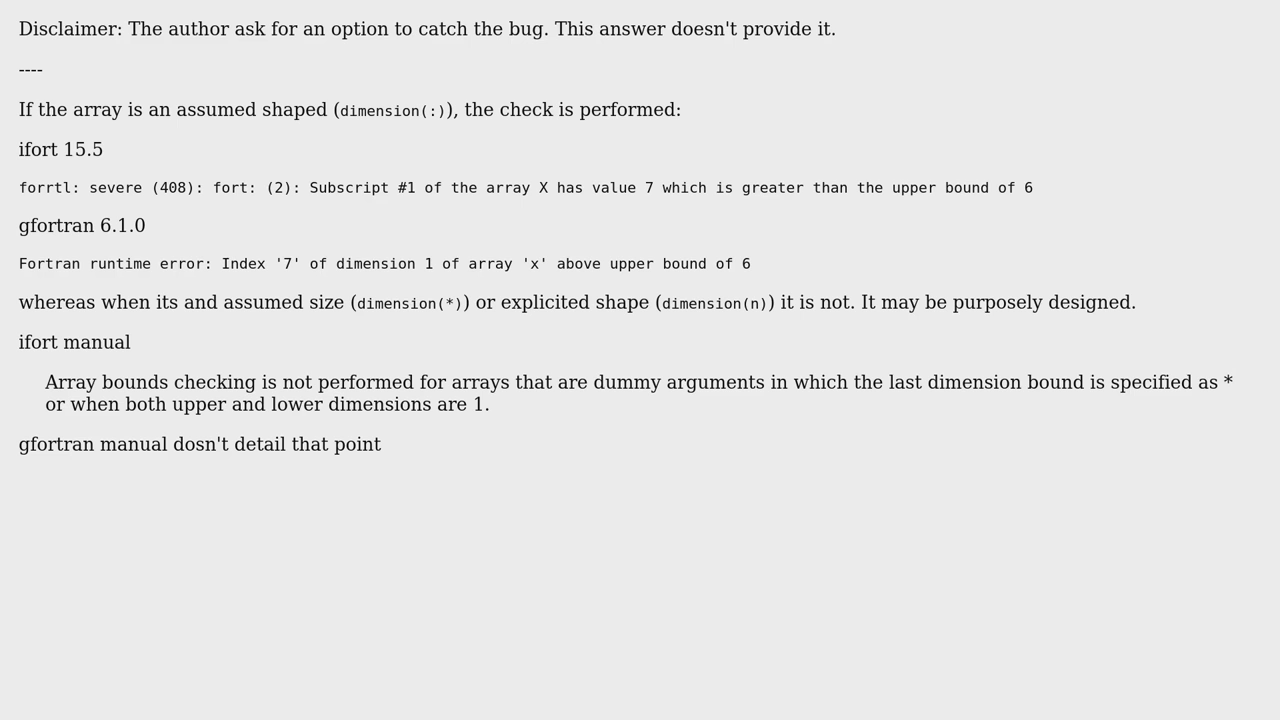 Disclaimer: The author ask for an option to catch the bug. This answer doesn't provide it.
----
If the array is an assumed shaped (dimension(:)), the check is performed:
ifort 15.5
forrtl: severe (408): fort: (2): Subscript #1 of the array X has value 7 which is greater than the upper bound of 6
gfortran 6.1.0
Fortran runtime error: Index '7' of dimension 1 of array 'x' above upper bound of 6
whereas when its and assumed size (dimension(*)) or explicited shape (dimension(n)) it is not. It may be purposely designed.
ifort manual
Array bounds checking is not performed for arrays that are dummy arguments in which the last dimension bound is specified as *
or when both upper and lower dimensions are 1.
gfortran manual dosn't detail that point